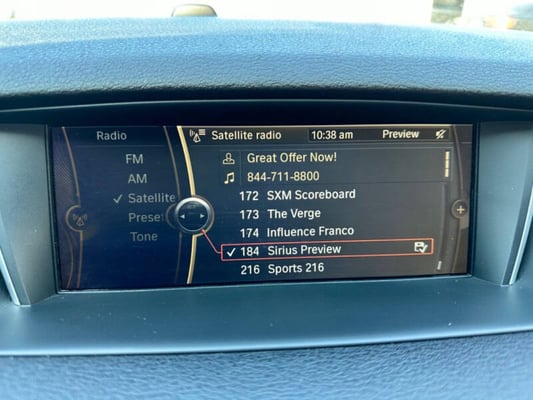 Radio
FM
AM
✓ Satellite
Preset
Tone
Satellite radio 10:38 am Preview
Great Offer Now!
844-711-8800
172 SXM Scoreboard
173 The Verge
174 Influence Franco
✓ 184 Sirius Preview
216 Sports 216